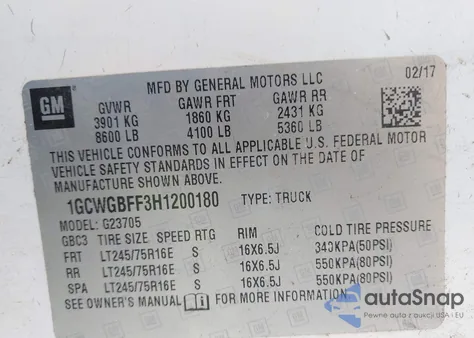 GM
MFD BY GENERAL MOTORS LLC 02/17
GVWR GAWR FRT GAWR RR
3901 KG 1860 KG 2431 KG
8600 LB 4100 LB 5360 LB
THIS VEHICLE CONFORMS TO ALL APPLICABLE U.S. FEDERAL MOTOR
VEHICLE SAFETY STANDARDS IN EFFECT ON THE DATE OF
MANUFACTURE SHOWN ABOVE.
1GCWGBFF3H1200180 TYPE: TRUCK
MODEL: G23705
GBC3 TIRE SIZE SPEED RTG RIM COLD TIRE PRESSURE
FRT LT245/75R16E S 16X6.5J 340KPA(50PSI)
RR LT245/75R16E S 16X6.5J 550KPA(80PSI)
SPA LT245/75R16E S 16X6.5J 550KPA(80PSI)
SEE OWNER'S MANUAL FOR MORE INFORMATION
autoSnap
Auto z przebiegiem z USA i EU